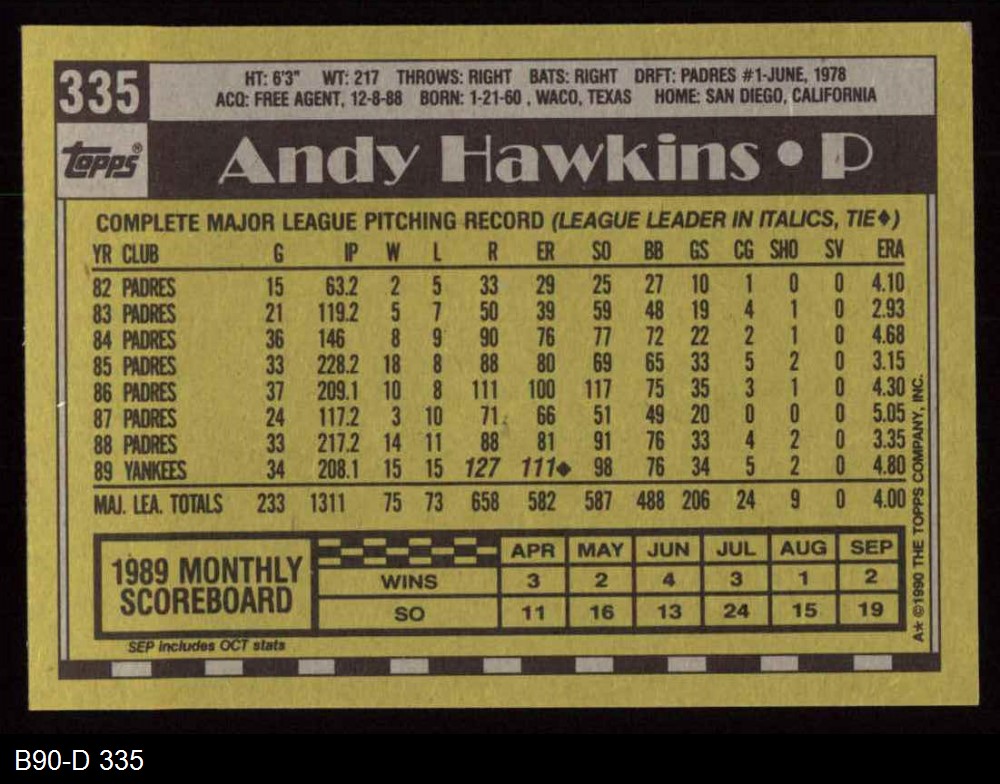 335
HT: 6'3" WT: 217 THROWS: RIGHT BATS: RIGHT DRFT: PADRES #1-JUNE, 1978
ACQ: FREE AGENT, 12-8-88 BORN: 1-21-60 , WACO, TEXAS HOME: SAN DIEGO, CALIFORNIA
Topps®
Andy Hawkins • P
COMPLETE MAJOR LEAGUE PITCHING RECORD (LEAGUE LEADER IN ITALICS, TIE♦)
YR CLUB G IP W L R ER SO BB GS CG SHO SV ERA
82 PADRES 15 63.2 2 5 33 29 25 27 10 1 0 0 4.10
83 PADRES 21 119.2 5 7 50 39 59 48 19 4 1 0 2.93
84 PADRES 36 146 8 9 90 76 77 72 22 2 1 0 4.68
85 PADRES 33 228.2 18 8 88 80 69 65 33 5 2 0 3.15
86 PADRES 37 209.1 10 8 111 100 117 75 35 3 1 0 4.30
87 PADRES 24 117.2 3 10 71 66 51 49 20 0 0 0 5.05
88 PADRES 33 217.2 14 11 88 81 91 76 33 4 2 0 3.35
89 YANKEES 34 208.1 15 15 127 111♦ 98 76 34 5 2 0 4.80
MAJ. LEA. TOTALS 233 1311 75 73 658 582 587 488 206 24 9 0 4.00
1989 MONTHLY SCOREBOARD
APR MAY JUN JUL AUG SEP
WINS 3 2 4 3 1 2
SO 11 16 13 24 15 19
SEP includes OCT stats
A★ ©1990 THE TOPPS COMPANY, INC.
B90-D 335